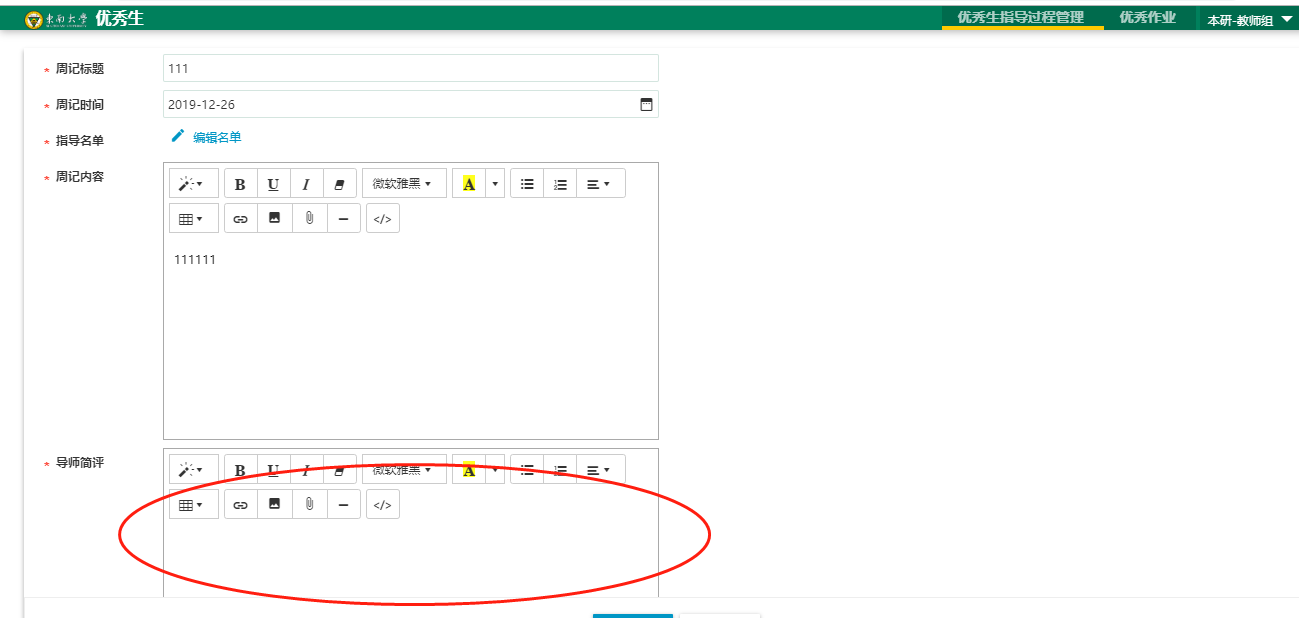 东南大学 优秀生 优秀生指导过程管理 优秀作业 本研-教师组
* 周记标题 111
* 周记时间 2019-12-26
* 指导名单 编辑名单
* 周记内容
B U I 微软雅黑 A
</>
111111
* 导师简评
B U I 微软雅黑 A
</>